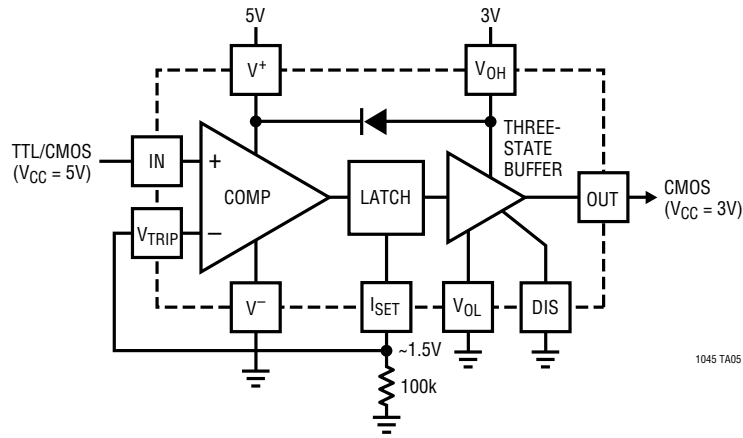 5V
3V
V+
VOH
THREE-
STATE
BUFFER
TTL/CMOS
(VCC = 5V)
IN
+
COMP
LATCH
OUT
CMOS
(VCC = 3V)
VTRIP
–
V–
ISET
VOL
DIS
~1.5V
100k
1045 TA05